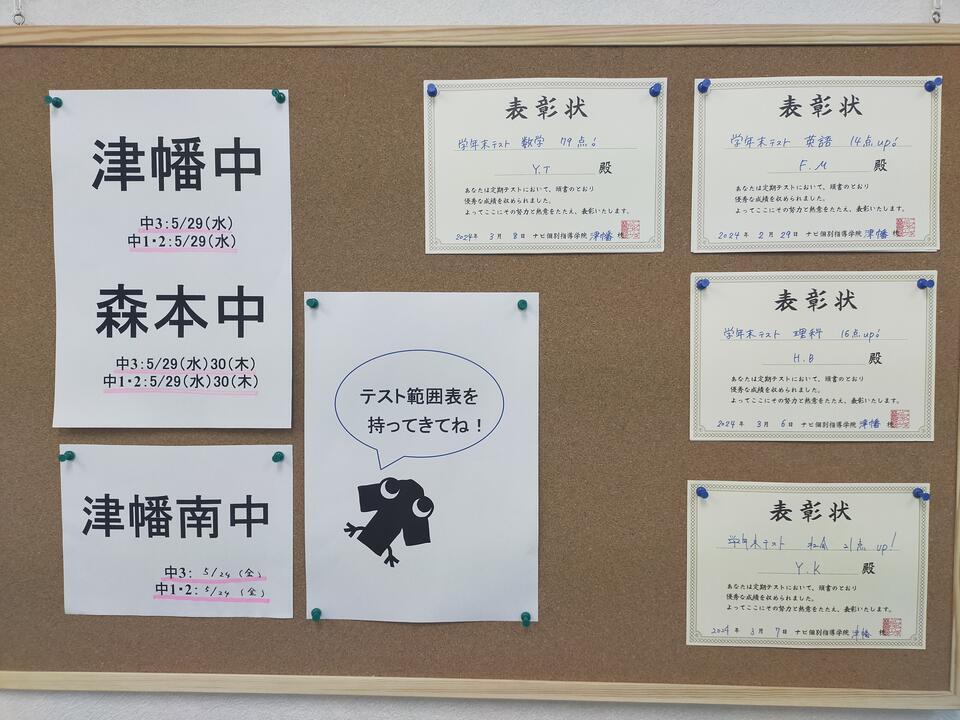 津幡中
中3:5/29(水)
中1・2:5/29(水)
森本中
中3:5/29(水)30(木)
中1・2:5/29(水)30(木)
津幡南中
中3: 5/24 (金)
中1・2: 5/24 (金)
テスト範囲表を
持ってきてね!
表彰状
学年末テスト 数学 79点!
Y.T 殿
あなたは定期テストにおいて、頭書のとおり
優秀な成績を収められました。
よってここにその努力と熱意をたたえ、表彰いたします。
2024年 3月 8日 ナビ個別指導学院 津幡 校
表彰状
学年末テスト 英語 14点up!
F.M 殿
あなたは定期テストにおいて、頭書のとおり
優秀な成績を収められました。
よってここにその努力と熱意をたたえ、表彰いたします。
2024年 2月 29日 ナビ個別指導学院 津幡 校
表彰状
学年末テスト 理科 16点up!
H.B 殿
あなたは定期テストにおいて、頭書のとおり
優秀な成績を収められました。
よってここにその努力と熱意をたたえ、表彰いたします。
2024年 3月 6日 ナビ個別指導学院 津幡 校
表彰状
学年末テスト 社会 21点 up!
Y.K 殿
あなたは定期テストにおいて、頭書のとおり
優秀な成績を収められました。
よってここにその努力と熱意をたたえ、表彰いたします。
2024年 3月 7日 ナビ個別指導学院 津幡 校